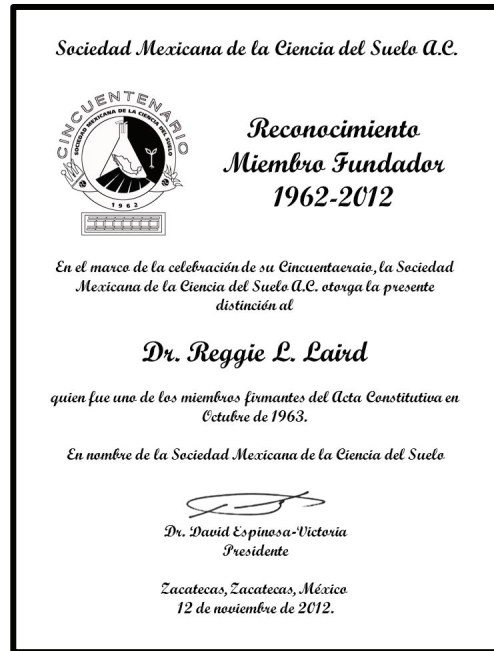 Sociedad Mexicana de la Ciencia del Suelo A.C.
CINCUENTENARIO
SOCIEDAD MEXICANA DE LA CIENCIA DEL SUELO
1962
Reconocimiento
Miembro Fundador
1962-2012
En el marco de la celebración de su Cincuentaeraio, la Sociedad
Mexicana de la Ciencia del Suelo A.C. otorga la presente
distinción al
Dr. Reggie L. Laird
quien fue uno de los miembros firmantes del Acta Constitutiva en
Octubre de 1963.
En nombre de la Sociedad Mexicana de la Ciencia del Suelo
Dr. David Espinosa-Victoria
Presidente
Zacatecas, Zacatecas, México
12 de noviembre de 2012.